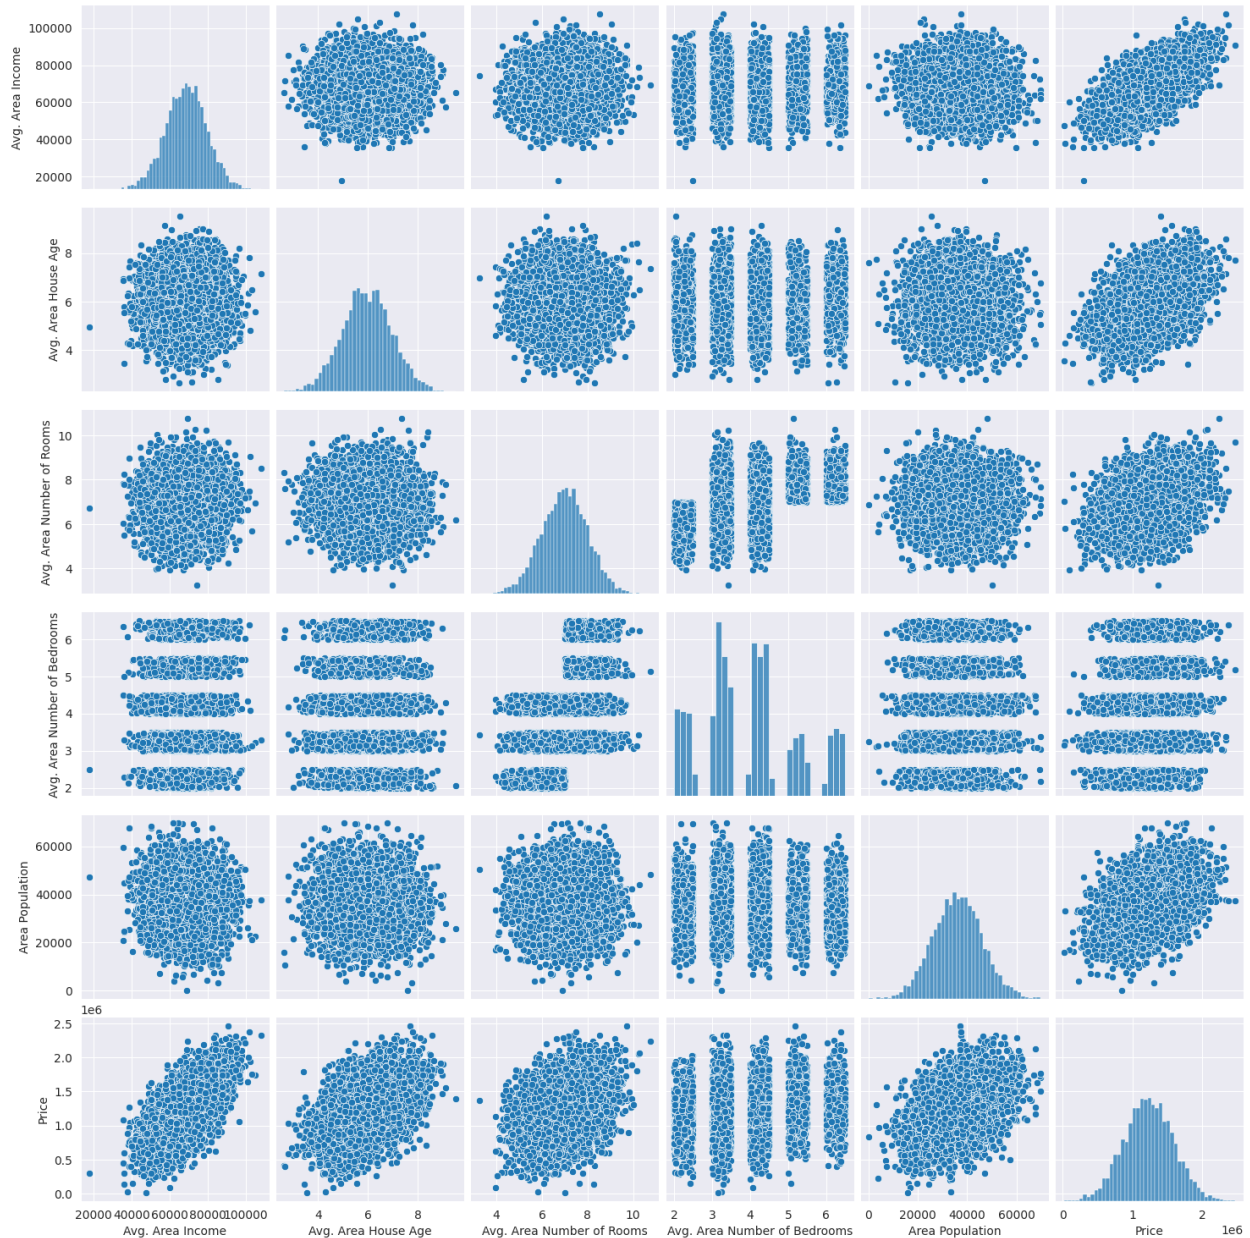 100000
80000
60000
40000
20000
Avg. Area Income
8
6
4
Avg. Area House Age
10
8
6
4
Avg. Area Number of Rooms
6
5
4
3
2
Avg. Area Number of Bedrooms
60000
40000
20000
0
Area Population
1e6
2.5
2.0
1.5
1.0
0.5
0.0
Price
20000 40000 60000 80000 100000
Avg. Area Income
4 6 8
Avg. Area House Age
4 6 8 10
Avg. Area Number of Rooms
2 3 4 5 6
Avg. Area Number of Bedrooms
0 20000 40000 60000
Area Population
0 1 2
Price
1e6